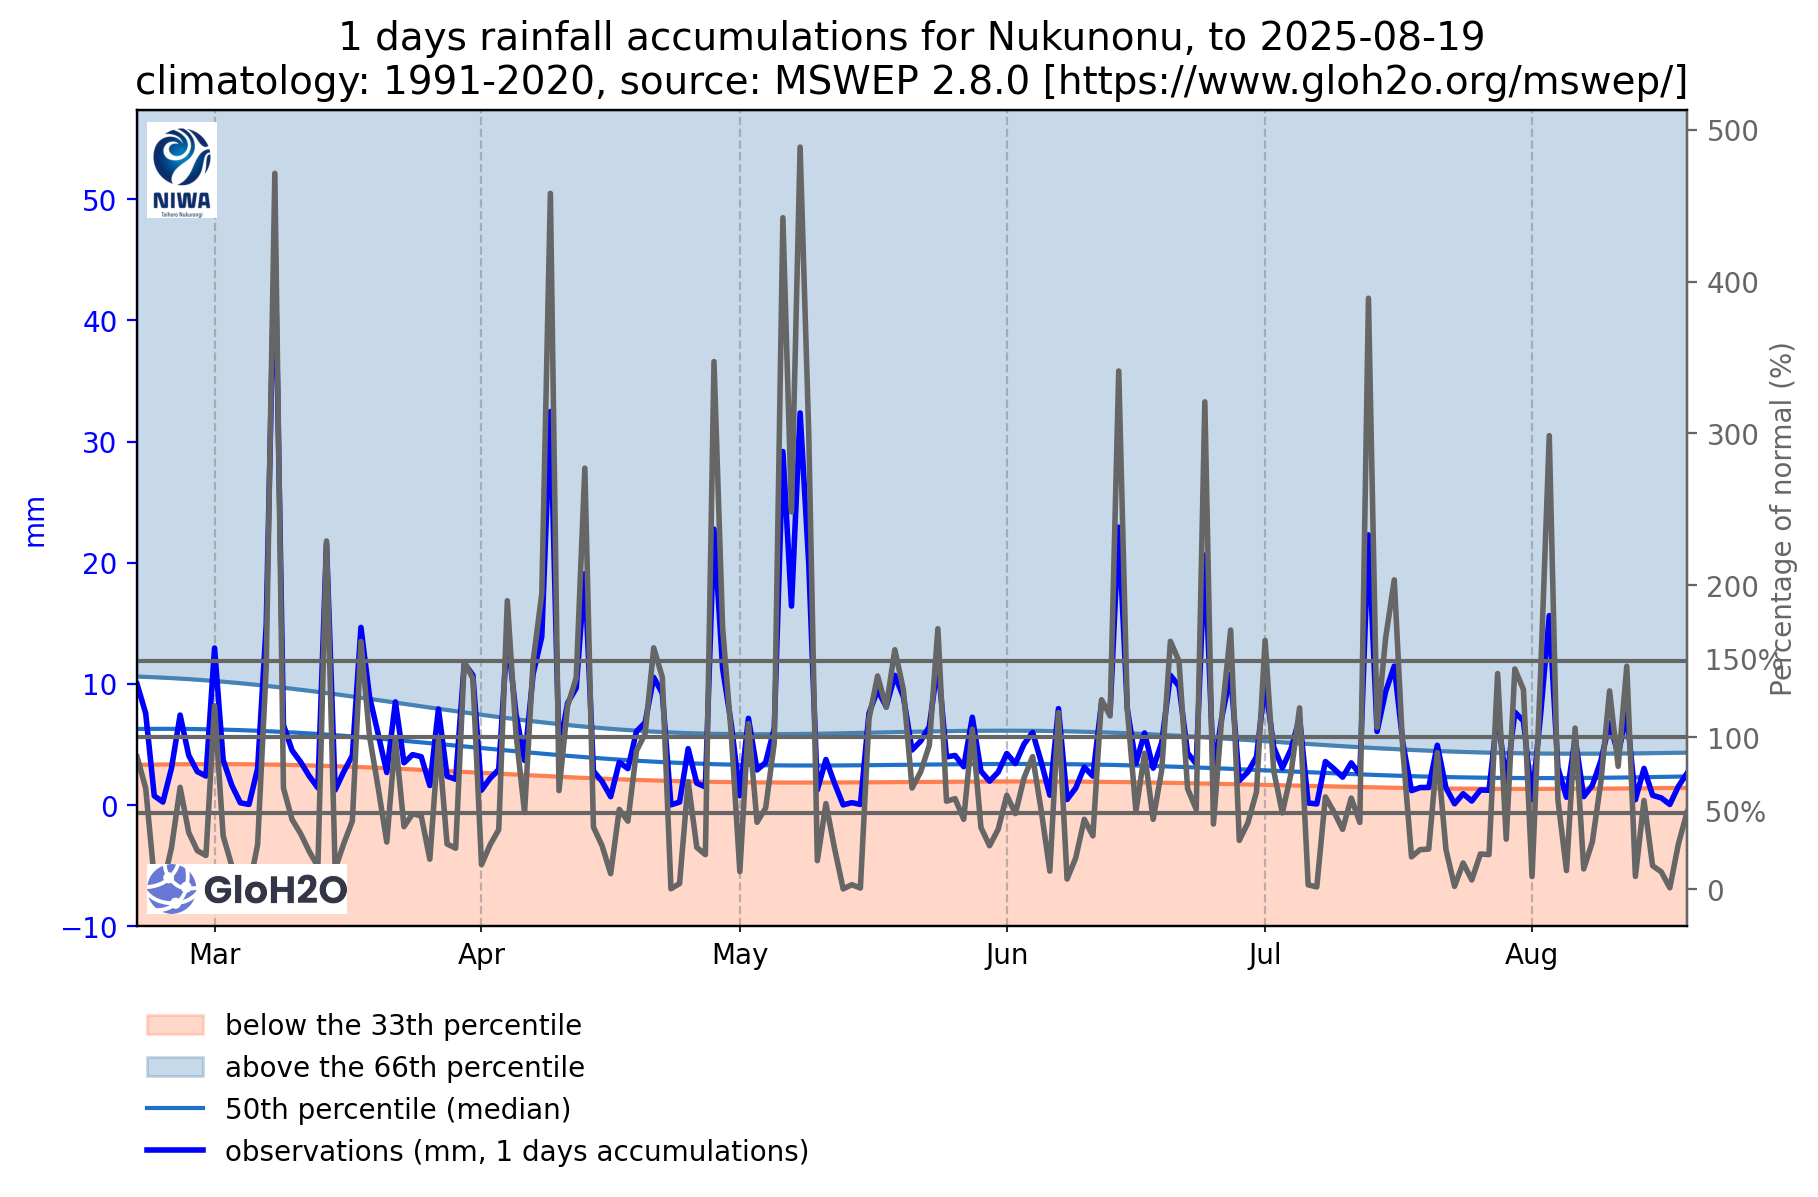 1 days rainfall accumulations for Nukunonu, to 2025-08-19
climatology: 1991-2020, source: MSWEP 2.8.0 [https://www.gloh2o.org/mswep/]
NIWA
Taihoro Nukurangi
mm
50
40
30
20
10
0
−10
500
400
300
200
150%
100
50%
0
Percentage of normal (%)
GloH2O
Mar
Apr
May
Jun
Jul
Aug
below the 33th percentile
above the 66th percentile
50th percentile (median)
observations (mm, 1 days accumulations)